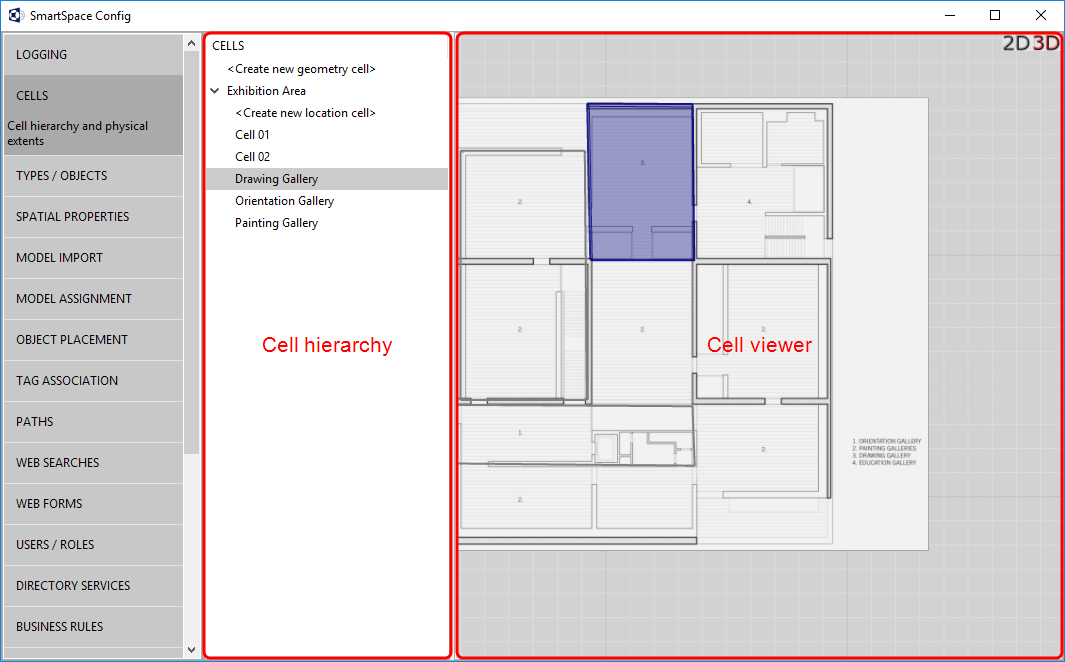 SmartSpace Config
LOGGING
CELLS
Cell hierarchy and physical
extents
TYPES / OBJECTS
SPATIAL PROPERTIES
MODEL IMPORT
MODEL ASSIGNMENT
OBJECT PLACEMENT
TAG ASSOCIATION
PATHS
WEB SEARCHES
WEB FORMS
USERS / ROLES
DIRECTORY SERVICES
BUSINESS RULES
CELLS
<Create new geometry cell>
Exhibition Area
<Create new location cell>
Cell 01
Cell 02
Drawing Gallery
Orientation Gallery
Painting Gallery
Cell hierarchy
2D 3D
3.
2.
4.
2.
Cell viewer
1.
2.
1. ORIENTATION GALLERY
2. PAINTING GALLERIES
3. DRAWING GALLERY
4. EDUCATION GALLERY